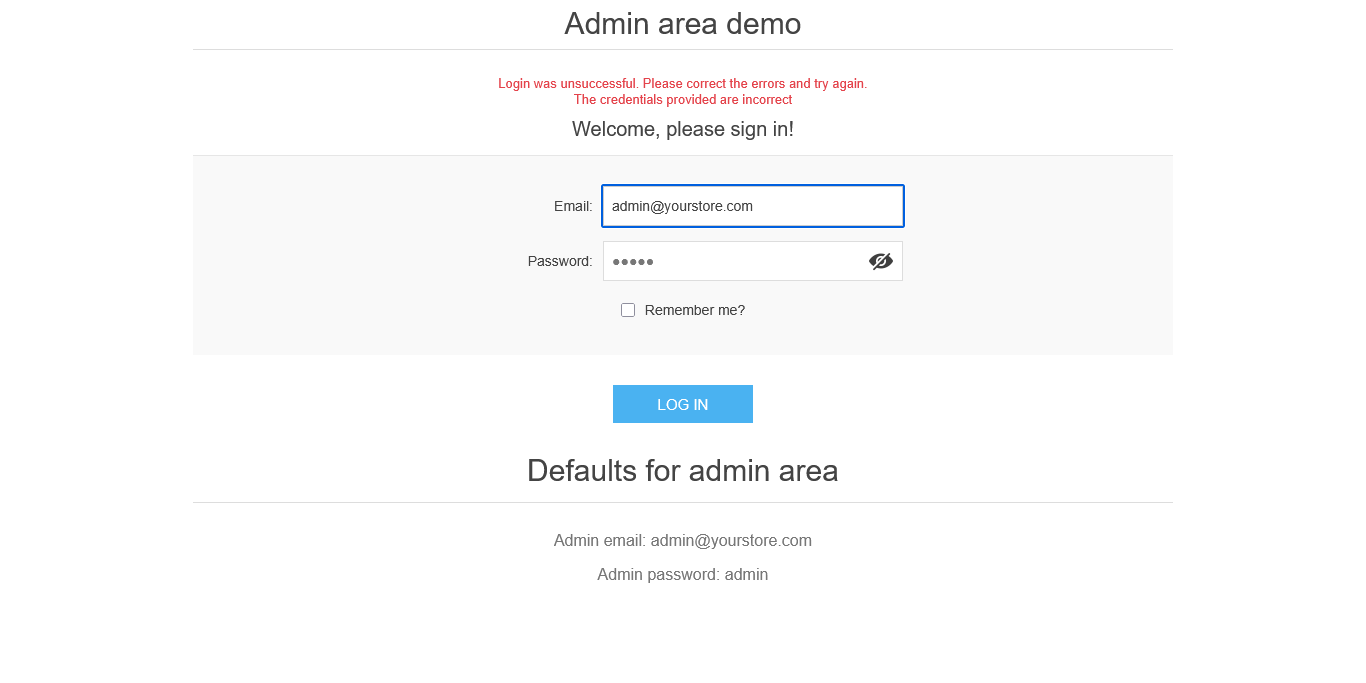 Admin area demo
Login was unsuccessful. Please correct the errors and try again.
The credentials provided are incorrect
Welcome, please sign in!
Email: admin@yourstore.com
Password: •••••
Remember me?
LOG IN
Defaults for admin area
Admin email: admin@yourstore.com
Admin password: admin